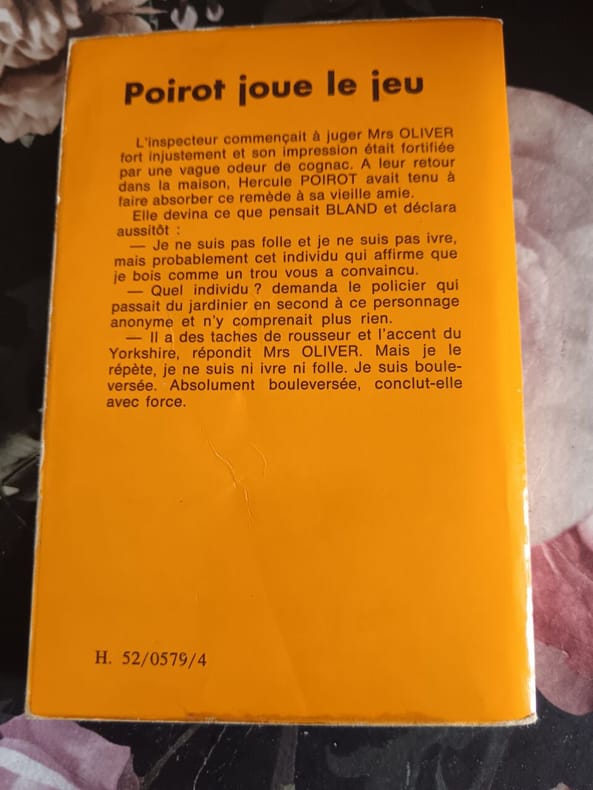 Poirot joue le jeu
L'inspecteur commençait à juger Mrs OLIVER
fort injustement et son impression était fortifiée
par une vague odeur de cognac. A leur retour
dans la maison, Hercule POIROT avait tenu à
faire absorber ce remède à sa vieille amie.
Elle devina ce que pensait BLAND et déclara
aussitôt :
— Je ne suis pas folle et je ne suis pas ivre,
mais probablement cet individu qui affirme que
je bois comme un trou vous a convaincu.
— Quel individu ? demanda le policier qui
passait du jardinier en second à ce personnage
anonyme et n'y comprenait plus rien.
— Il a des taches de rousseur et l'accent du
Yorkshire, répondit Mrs OLIVER. Mais je le
répète, je ne suis ni ivre ni folle. Je suis boule-
versée. Absolument bouleversée, conclut-elle
avec force.
H. 52/0579/4